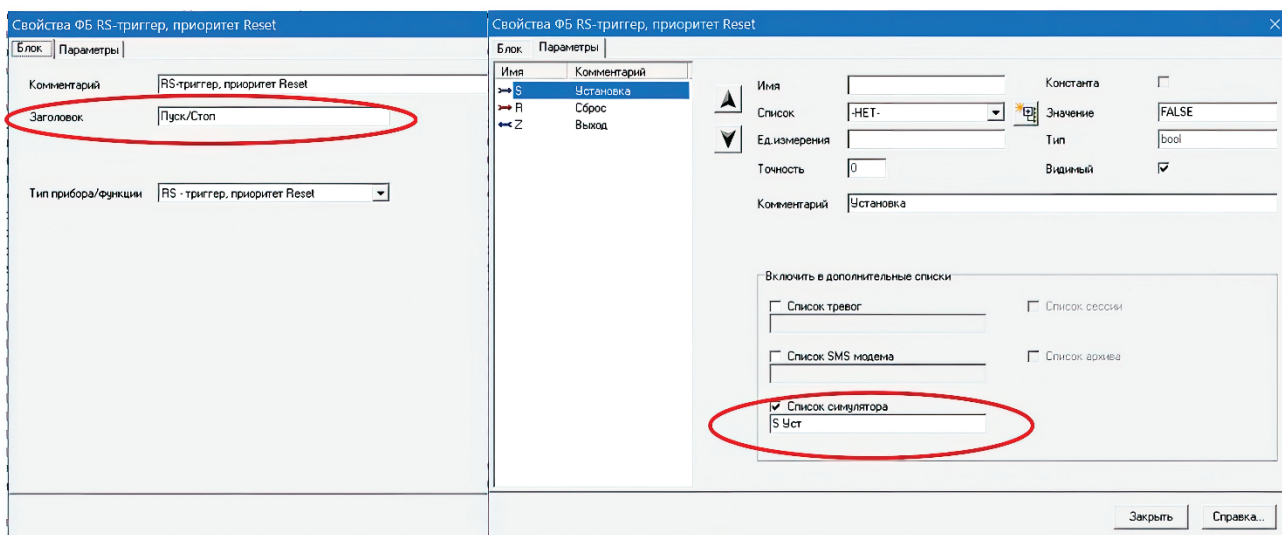 Свойства ФБ RS-триггер, приоритет Reset
Блок Параметры
Комментарий RS-триггер, приоритет Reset
Заголовок Пуск/Стоп
Тип прибора/функции RS - триггер, приоритет Reset
Свойства ФБ RS-триггер, приоритет Reset
Блок Параметры
Имя Комментарий
S Установка
R Сброс
Z Выход
Имя Константа
Список -НЕТ- Значение FALSE
Ед.измерения Тип bool
Точность 0 Видимый
Комментарий Установка
Включить в дополнительные списки
Список тревог Список сессии
Список SMS модема Список архива
Список симулятора
S Уст
Закрыть Справка...